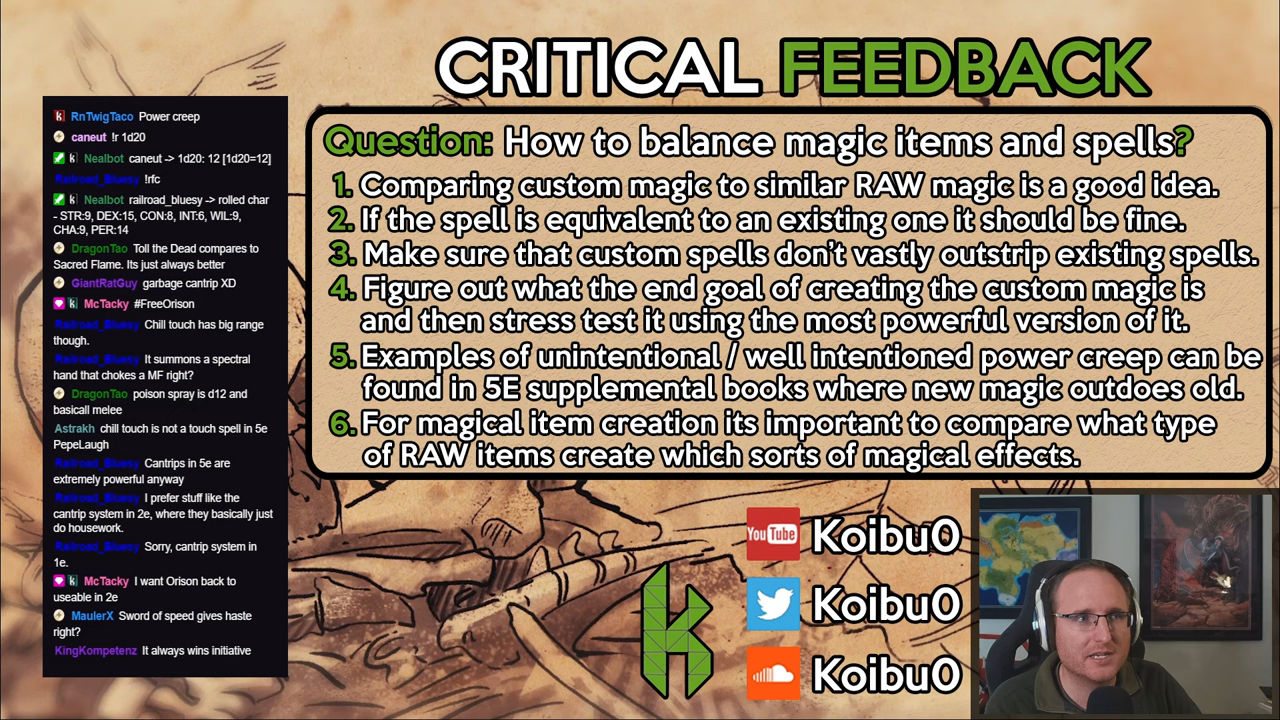 CRITICAL FEEDBACK
RnTwigTaco Power creep
caneut !r 1d20
Nealbot caneut -> 1d20: 12 [1d20=12]
Railroad_Bluesy !rfc
Nealbot railroad_bluesy -> rolled char
- STR:9, DEX:15, CON:8, INT:6, WIL:9,
CHA:9, PER:14
DragonTao Toll the Dead compares to
Sacred Flame. Its just always better
GiantRatGuy garbage cantrip XD
McTacky #FreeOrison
Railroad_Bluesy Chill touch has big range
though.
Railroad_Bluesy It summons a spectral
hand that chokes a MF right?
DragonTao poison spray is d12 and
basicall melee
Astrakh chill touch is not a touch spell in 5e
PepeLaugh
Railroad_Bluesy Cantrips in 5e are
extremely powerful anyway
Railroad_Bluesy I prefer stuff like the
cantrip system in 2e, where they basically just
do housework.
Railroad_Bluesy Sorry, cantrip system in
1e.
McTacky I want Orison back to
useable in 2e
MaulerX Sword of speed gives haste
right?
KingKompetenz It always wins initiative
Question: How to balance magic items and spells?
1. Comparing custom magic to similar RAW magic is a good idea.
2. If the spell is equivalent to an existing one it should be fine.
3. Make sure that custom spells don't vastly outstrip existing spells.
4. Figure out what the end goal of creating the custom magic is
and then stress test it using the most powerful version of it.
5. Examples of unintentional / well intentioned power creep can be
found in 5E supplemental books where new magic outdoes old.
6. For magical item creation its important to compare what type
of RAW items create which sorts of magical effects.
YouTube Koibu0
Koibu0
Koibu0